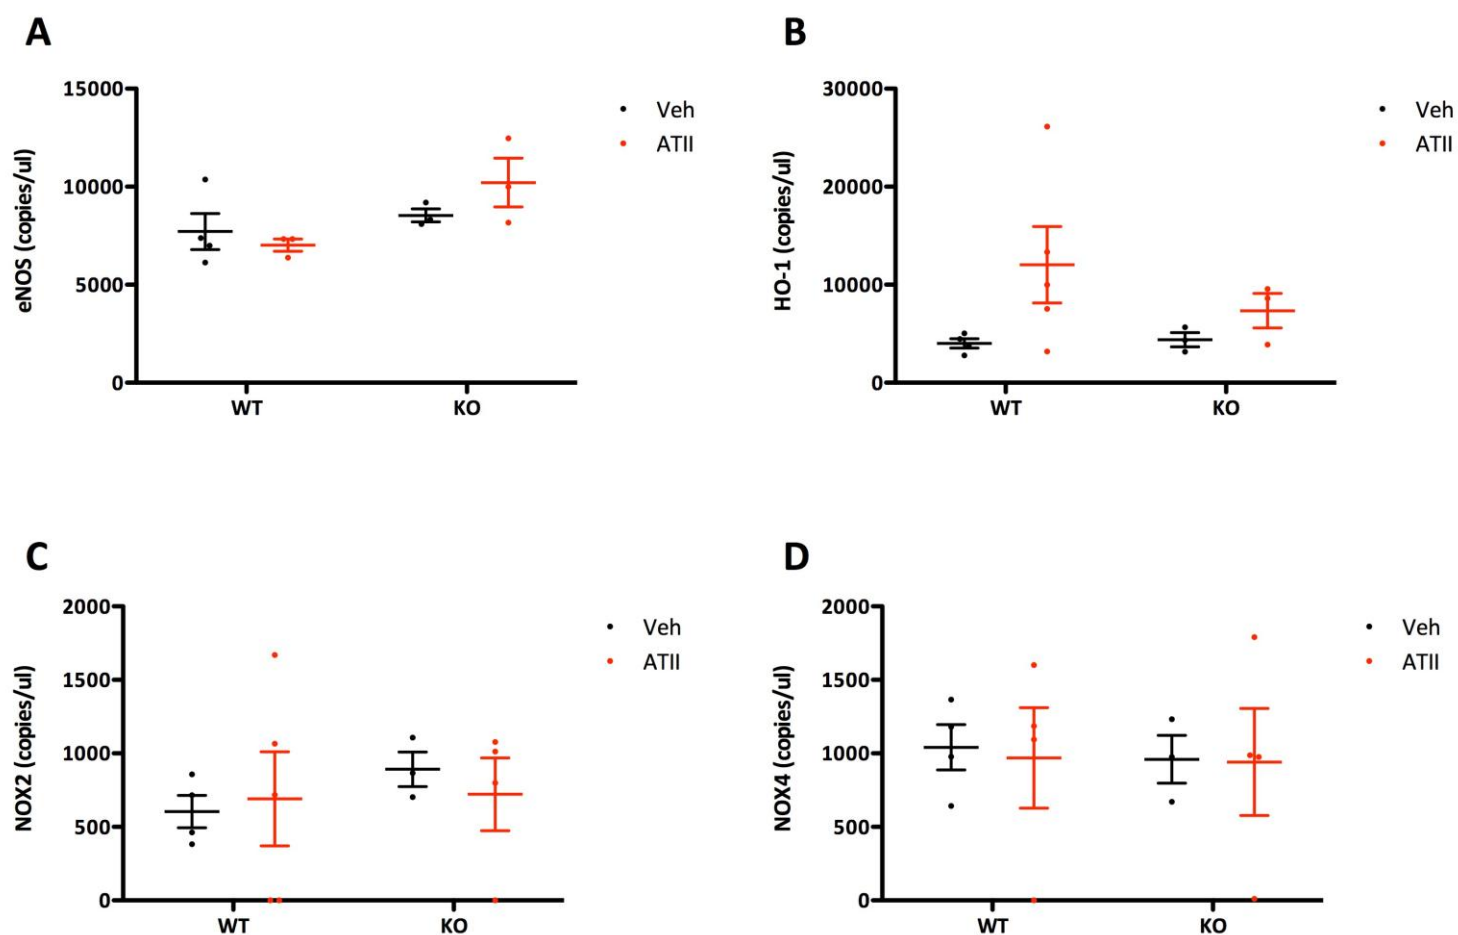 A
eNOS (copies/ul)
15000
10000
5000
0
WT
KO
Veh
ATII
B
HO-1 (copies/ul)
30000
20000
10000
0
WT
KO
Veh
ATII
C
NOX2 (copies/ul)
2000
1500
1000
500
0
WT
KO
Veh
ATII
D
NOX4 (copies/ul)
2000
1500
1000
500
0
WT
KO
Veh
ATII